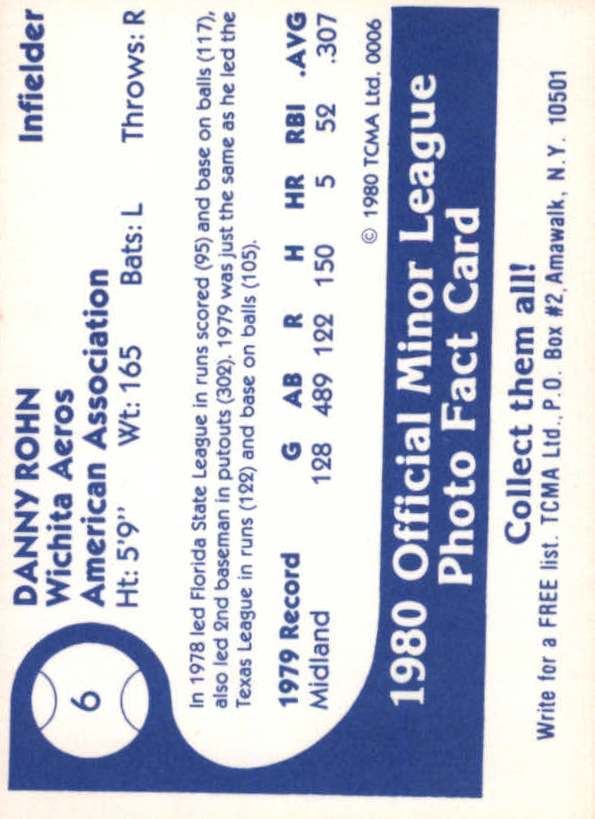 6
DANNY ROHN Infielder
Wichita Aeros
American Association
Ht: 5'9" Wt: 165 Bats: L Throws: R
In 1978 led Florida State League in runs scored (95) and base on balls (117),
also led 2nd baseman in putouts (302). 1979 was just the same as he led the
Texas League in runs (122) and base on balls (105).
1979 Record G AB R H HR RBI .AVG
Midland 128 489 122 150 5 52 .307
© 1980 TCMA Ltd. 0006
1980 Official Minor League
Photo Fact Card
Collect them all!
Write for a FREE list. TCMA Ltd., P.O. Box #2, Amawalk, N.Y. 10501